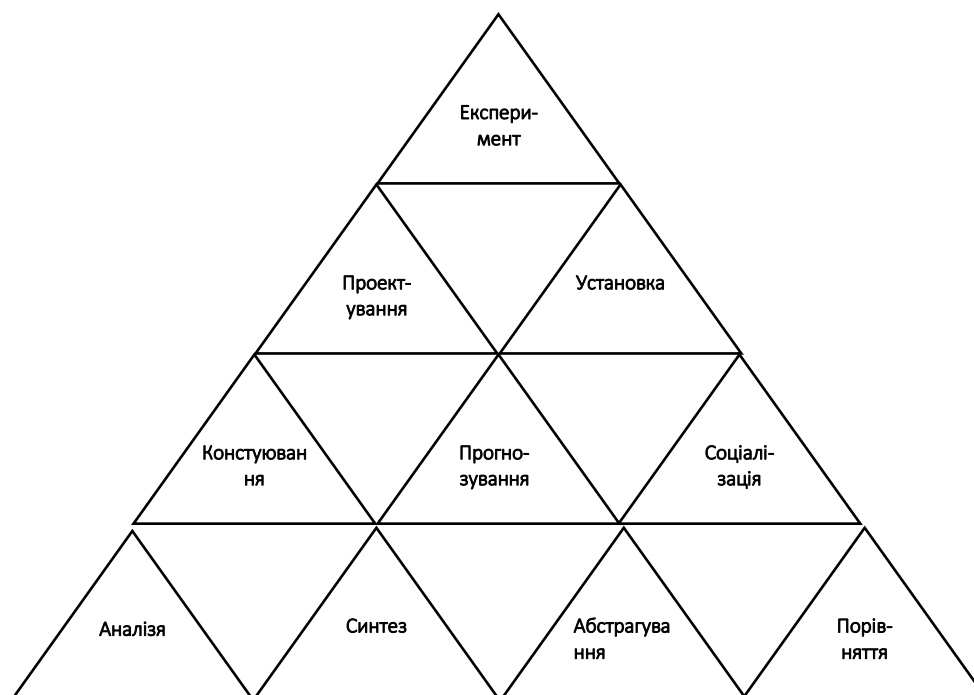 Експери-
мент
Проект-
ування
Установка
Констуюван
ня
Прогно-
зування
Соціалі-
зація
Аналізя
Синтез
Абстрагува
ння
Порів-
няття